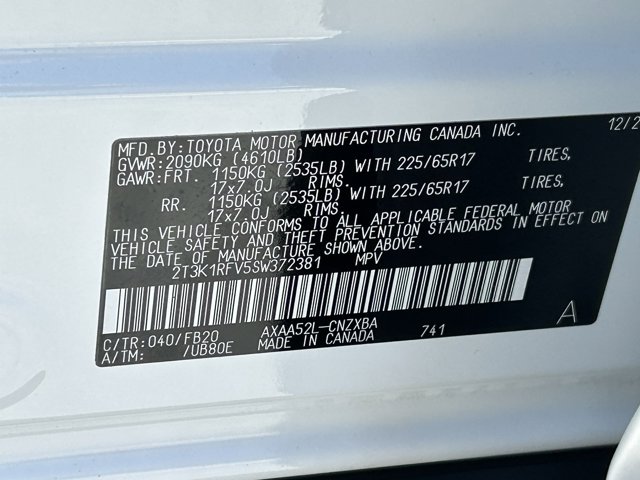 MFD.BY:TOYOTA MOTOR MANUFACTURING CANADA INC. 12/2
GVWR:2090KG (4610LB)
GAWR:FRT. 1150KG (2535LB) WITH 225/65R17 TIRES,
17x7.0J RIMS.
RR. 1150KG (2535LB) WITH 225/65R17 TIRES,
17x7.0J RIMS.
THIS VEHICLE CONFORMS TO ALL APPLICABLE FEDERAL MOTOR
VEHICLE SAFETY AND THEFT PREVENTION STANDARDS IN EFFECT ON
THE DATE OF MANUFACTURE SHOWN ABOVE.
2T3K1RFV5SW372381 MPV
C/TR:040/FB20 AXAA52L-CNZXBA 741 A
A/TM: /UB80E MADE IN CANADA